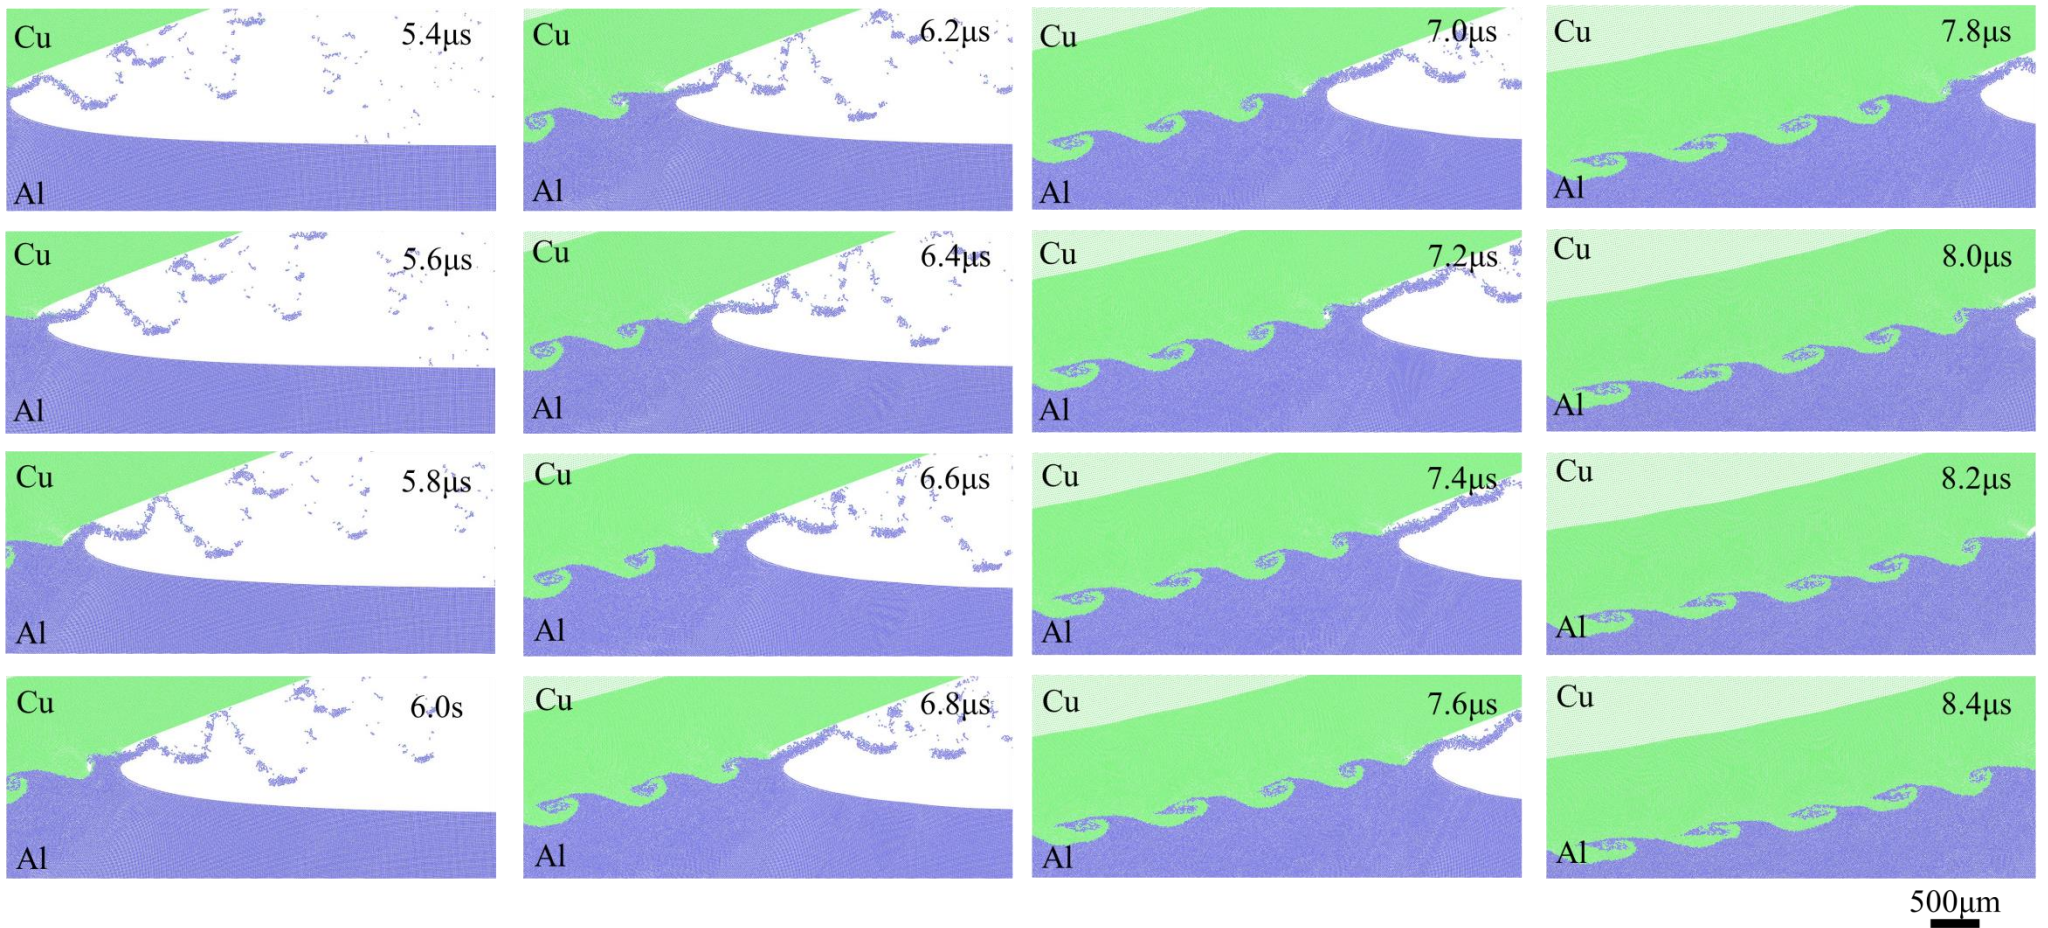 Cu 5.4μs
Al
Cu 6.2μs
Al
Cu 7.0μs
Al
Cu 7.8μs
Al
Cu 5.6μs
Al
Cu 6.4μs
Al
Cu 7.2μs
Al
Cu 8.0μs
Al
Cu 5.8μs
Al
Cu 6.6μs
Al
Cu 7.4μs
Al
Cu 8.2μs
Al
Cu 6.0s
Al
Cu 6.8μs
Al
Cu 7.6μs
Al
Cu 8.4μs
Al
500μm